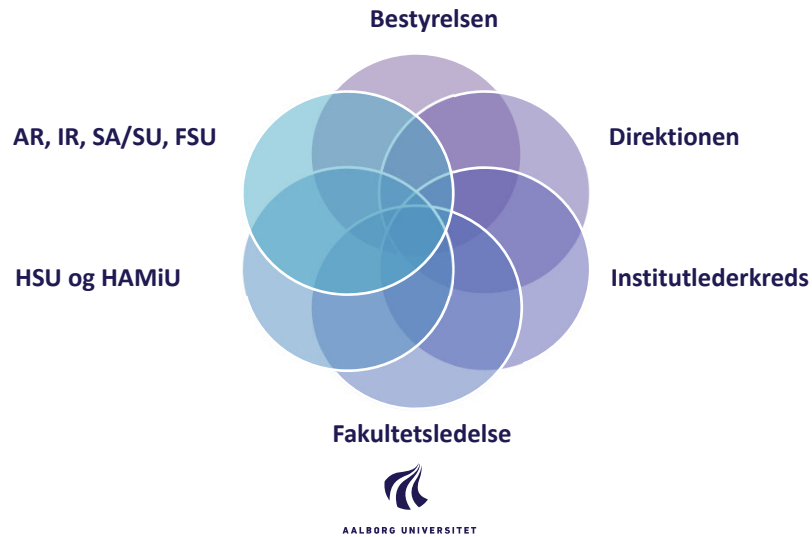 Bestyrelsen
AR, IR, SA/SU, FSU
Direktionen
HSU og HAMiU
Institutlederkreds
Fakultetsledelse
AALBORG UNIVERSITET